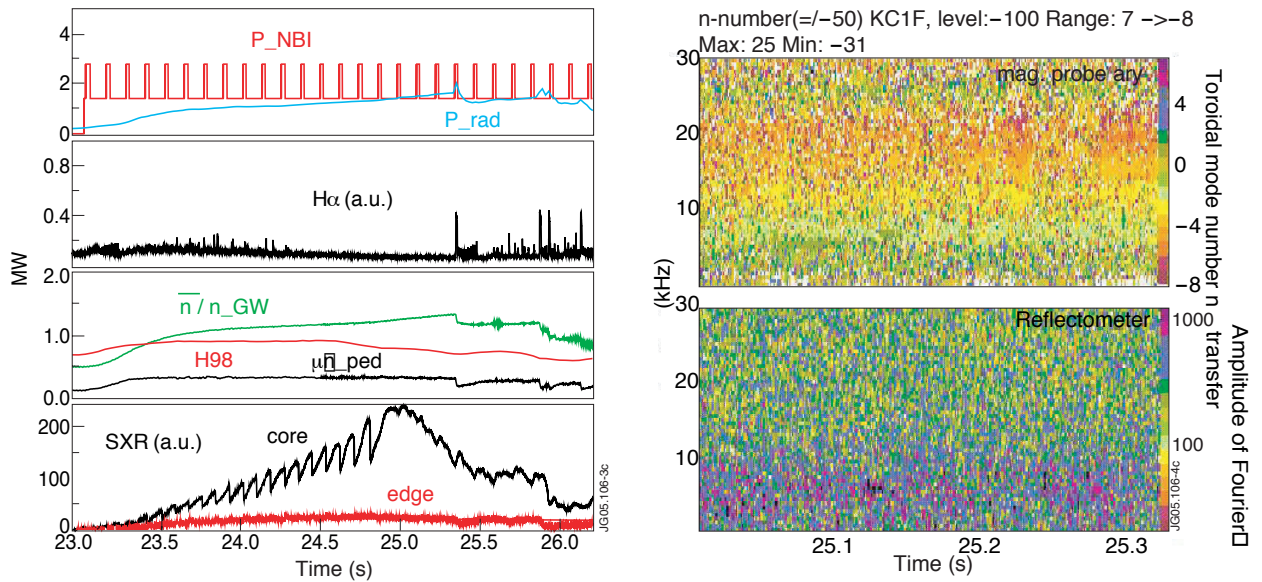 4
2
1
0
P_NBI
P_rad
0.8
0.4
Hα (a.u.)
MW
2.0
1.0
0.0
n / n_GW
H98
µn_ped
200
100
0
SXR (a.u.)
core
edge
JG05.106-3c
23.0 23.5 24.0 24.5 25.0 25.5 26.0
Time (s)
n-number(=/−50) KC1F, level:−100 Range: 7 −>−8
Max: 25 Min: −31
30
20
10
mag. probe ary
4
0
−4
−8
Toroidal mode number n
(kHz)
30
20
10
Reflectometer
1000
100
transfer
Amplitude of Fourier
JG05.106-4c
25.1 25.2 25.3
Time (s)